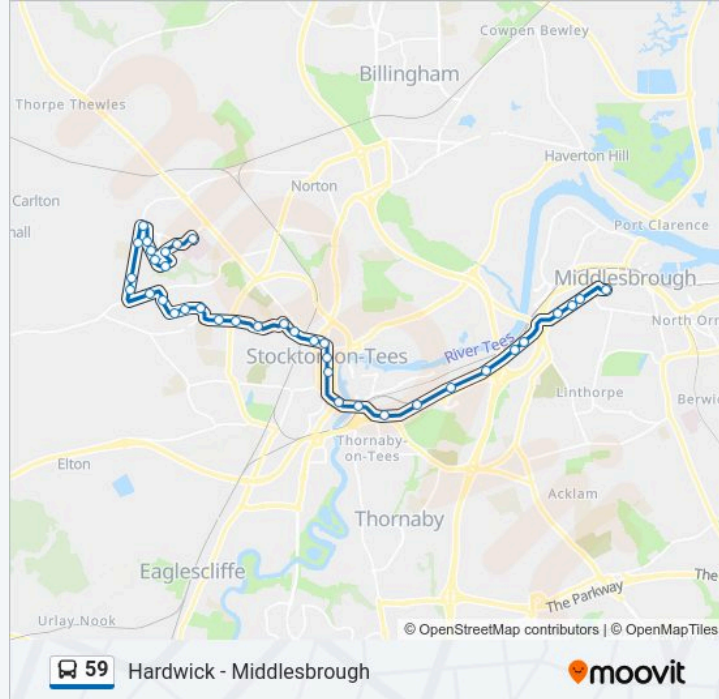 Cowpen Bewley
Billingham
Thorpe Thewles
Haverton Hill
Norton
Carlton
Port Clarence
Middlesbrough
North Orm
River Tees
Stockton-on-Tees
Linthorpe
Berwi
Thornaby-
on-Tees
Elton
Acklam
Thornaby
Eaglescliffe
The
The Parkway
Urlay Nook
© OpenStreetMap contributors | © OpenMapTiles
59 Hardwick - Middlesbrough
moovit